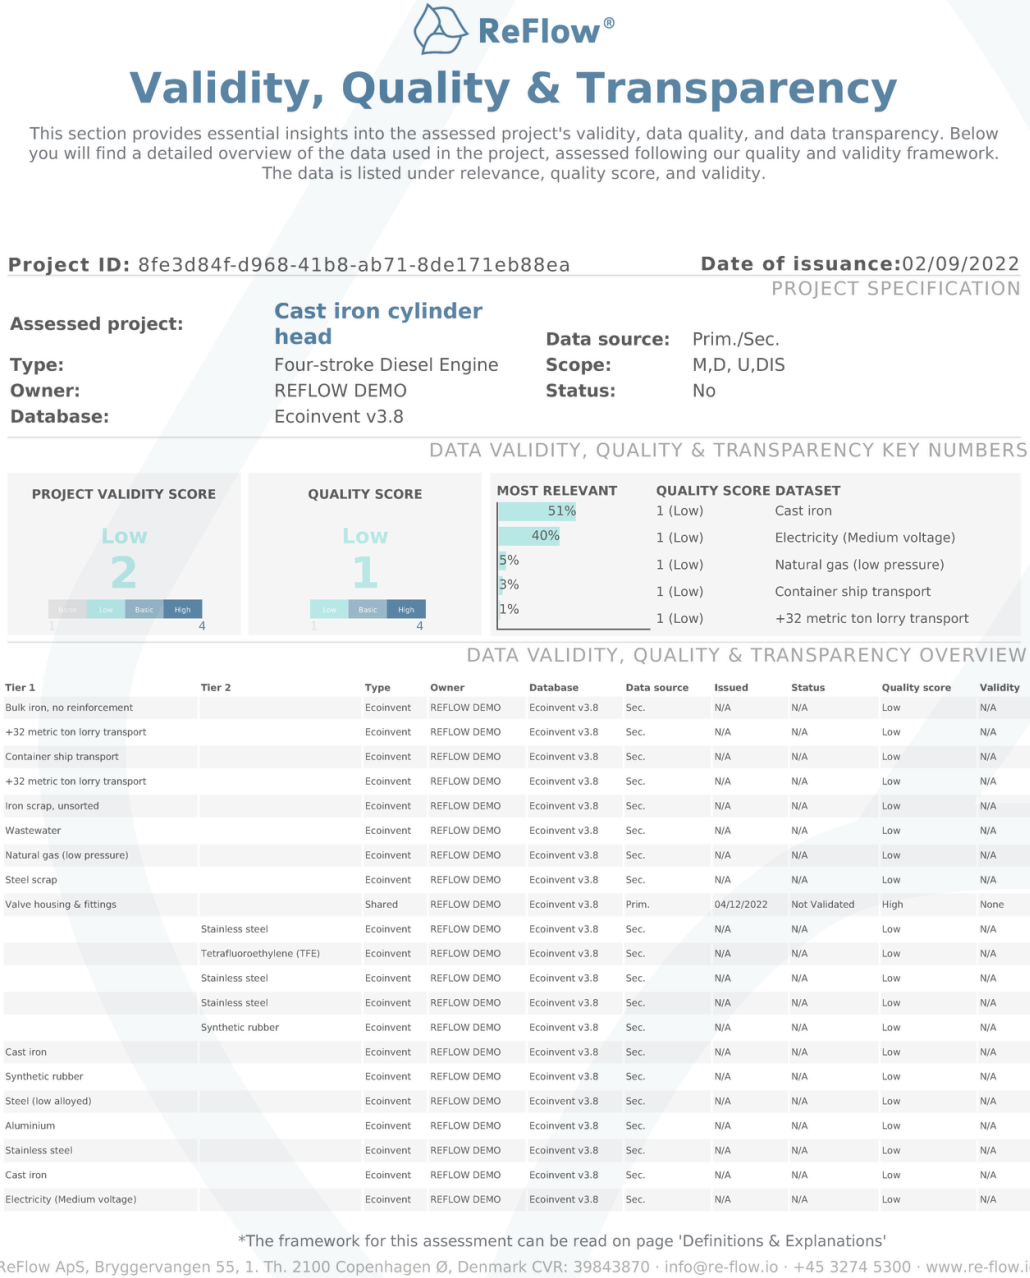 ReFlow®
Validity, Quality & Transparency
This section provides essential insights into the assessed project's validity, data quality, and data transparency. Below
you will find a detailed overview of the data used in the project, assessed following our quality and validity framework.
The data is listed under relevance, quality score, and validity.
Project ID: 8fe3d84f-d968-41b8-ab71-8de171eb88ea Date of issuance:02/09/2022
PROJECT SPECIFICATION
Assessed project: Cast iron cylinder head
Data source: Prim./Sec.
Type: Four-stroke Diesel Engine Scope: M,D, U,DIS
Owner: REFLOW DEMO Status: No
Database: Ecoinvent v3.8
DATA VALIDITY, QUALITY & TRANSPARENCY KEY NUMBERS
PROJECT VALIDITY SCORE
Low
2
None Low Basic High
1 4
QUALITY SCORE
Low
1
Low Basic High
1 4
MOST RELEVANT QUALITY SCORE DATASET
51% 1 (Low) Cast iron
40% 1 (Low) Electricity (Medium voltage)
5% 1 (Low) Natural gas (low pressure)
3% 1 (Low) Container ship transport
1% 1 (Low) +32 metric ton lorry transport
DATA VALIDITY, QUALITY & TRANSPARENCY OVERVIEW
Tier 1 Tier 2 Type Owner Database Data source Issued Status Quality score Validity
Bulk iron, no reinforcement Ecoinvent REFLOW DEMO Ecoinvent v3.8 Sec. N/A N/A Low N/A
+32 metric ton lorry transport Ecoinvent REFLOW DEMO Ecoinvent v3.8 Sec. N/A N/A Low N/A
Container ship transport Ecoinvent REFLOW DEMO Ecoinvent v3.8 Sec. N/A N/A Low N/A
+32 metric ton lorry transport Ecoinvent REFLOW DEMO Ecoinvent v3.8 Sec. N/A N/A Low N/A
Iron scrap, unsorted Ecoinvent REFLOW DEMO Ecoinvent v3.8 Sec. N/A N/A Low N/A
Wastewater Ecoinvent REFLOW DEMO Ecoinvent v3.8 Sec. N/A N/A Low N/A
Natural gas (low pressure) Ecoinvent REFLOW DEMO Ecoinvent v3.8 Sec. N/A N/A Low N/A
Steel scrap Ecoinvent REFLOW DEMO Ecoinvent v3.8 Sec. N/A N/A Low N/A
Valve housing & fittings Shared REFLOW DEMO Ecoinvent v3.8 Prim. 04/12/2022 Not Validated High None
Stainless steel Ecoinvent REFLOW DEMO Ecoinvent v3.8 Sec. N/A N/A Low N/A
Tetrafluoroethylene (TFE) Ecoinvent REFLOW DEMO Ecoinvent v3.8 Sec. N/A N/A Low N/A
Stainless steel Ecoinvent REFLOW DEMO Ecoinvent v3.8 Sec. N/A N/A Low N/A
Stainless steel Ecoinvent REFLOW DEMO Ecoinvent v3.8 Sec. N/A N/A Low N/A
Synthetic rubber Ecoinvent REFLOW DEMO Ecoinvent v3.8 Sec. N/A N/A Low N/A
Cast iron Ecoinvent REFLOW DEMO Ecoinvent v3.8 Sec. N/A N/A Low N/A
Synthetic rubber Ecoinvent REFLOW DEMO Ecoinvent v3.8 Sec. N/A N/A Low N/A
Steel (low alloyed) Ecoinvent REFLOW DEMO Ecoinvent v3.8 Sec. N/A N/A Low N/A
Aluminium Ecoinvent REFLOW DEMO Ecoinvent v3.8 Sec. N/A N/A Low N/A
Stainless steel Ecoinvent REFLOW DEMO Ecoinvent v3.8 Sec. N/A N/A Low N/A
Cast iron Ecoinvent REFLOW DEMO Ecoinvent v3.8 Sec. N/A N/A Low N/A
Electricity (Medium voltage) Ecoinvent REFLOW DEMO Ecoinvent v3.8 Sec. N/A N/A Low N/A
*The framework for this assessment can be read on page 'Definitions & Explanations'
ReFlow ApS, Bryggervangen 55, 1. Th. 2100 Copenhagen Ø, Denmark CVR: 39843870 · info@re-flow.io · +45 3274 5300 · www.re-flow.i